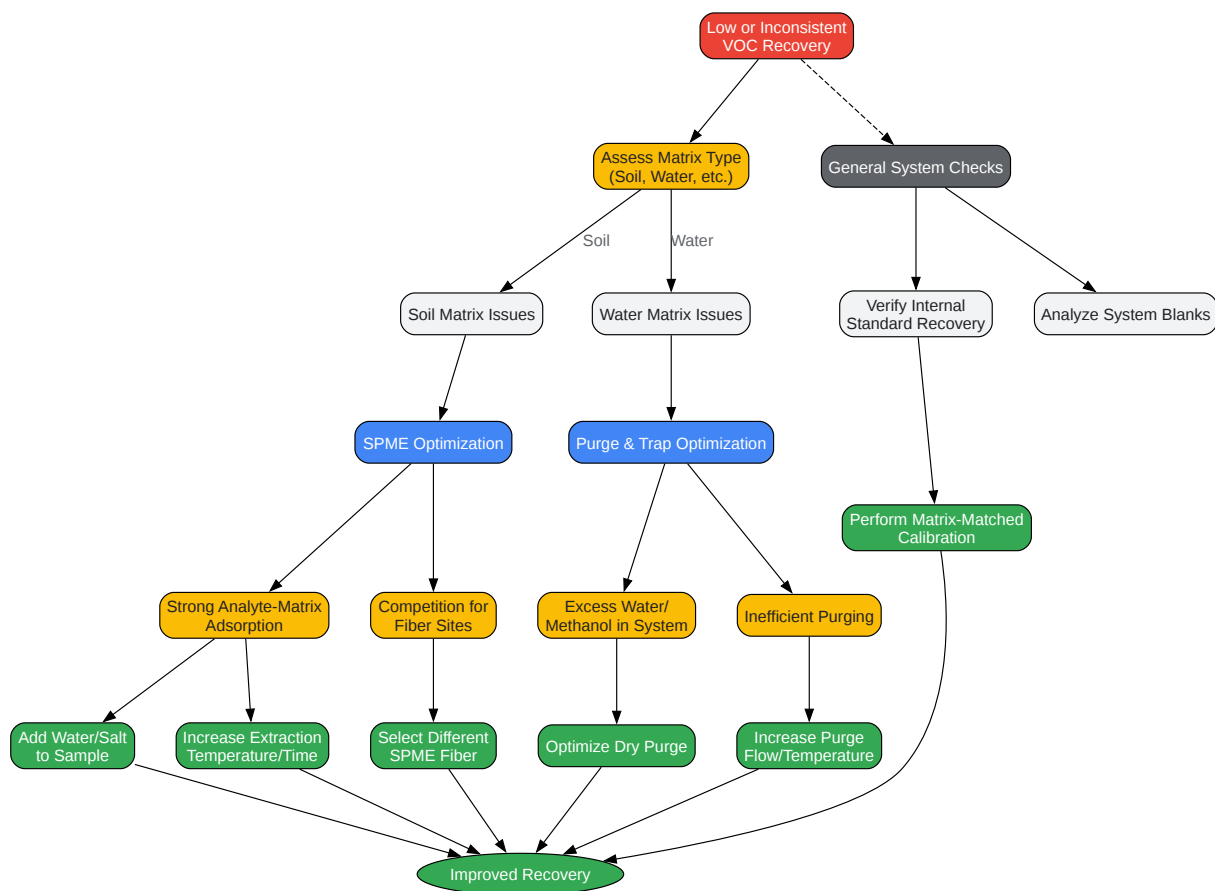 Low or Inconsistent
VOC Recovery
Assess Matrix Type
(Soil, Water, etc.)
General System Checks
Soil
Water
Soil Matrix Issues
Water Matrix Issues
Verify Internal
Standard Recovery
Analyze System Blanks
SPME Optimization
Purge & Trap Optimization
Perform Matrix-Matched
Calibration
Strong Analyte-Matrix
Adsorption
Competition for
Fiber Sites
Excess Water/
Methanol in System
Inefficient Purging
Add Water/Salt
to Sample
Increase Extraction
Temperature/Time
Select Different
SPME Fiber
Optimize Dry Purge
Increase Purge
Flow/Temperature
Improved Recovery